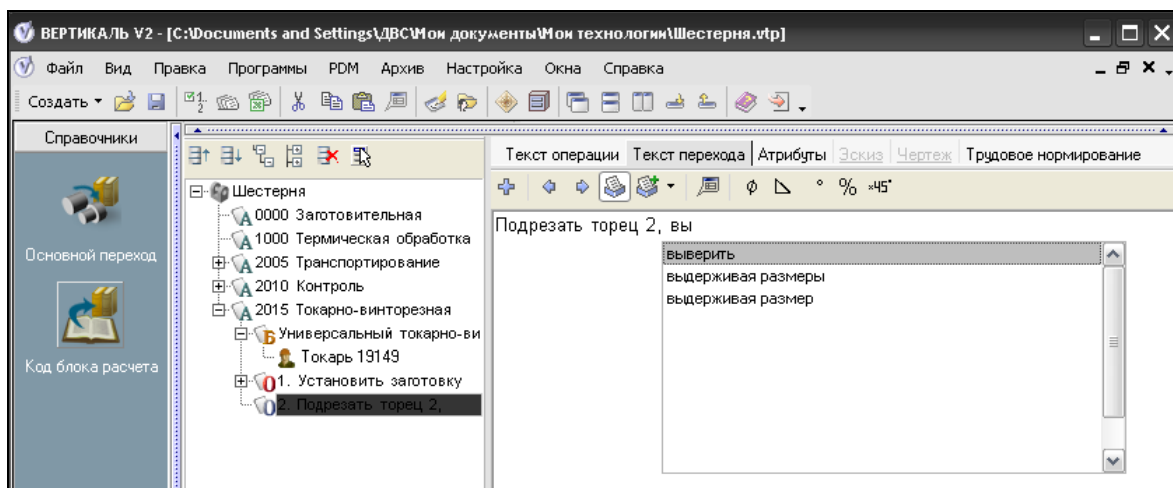 ВЕРТИКАЛЬ V2 - [C:\Documents and Settings\ДВС\Мои документы\Мои технологии\Шестерня.vtp]
Файл Вид Правка Программы PDM Архив Настройка Окна Справка
Создать
Справочники
Основной переход
Код блока расчета
Шестерня
0000 Заготовительная
1000 Термическая обработка
2005 Транспортирование
2010 Контроль
2015 Токарно-винторезная
Универсальный токарно-ви
Токарь 19149
1. Установить заготовку
2. Подрезать торец 2,
Текст операции Текст перехода Атрибуты Эскиз Чертеж Трудовое нормирование
ϕ ° % ×45°
Подрезать торец 2, вы
выверить
выдерживая размеры
выдерживая размер